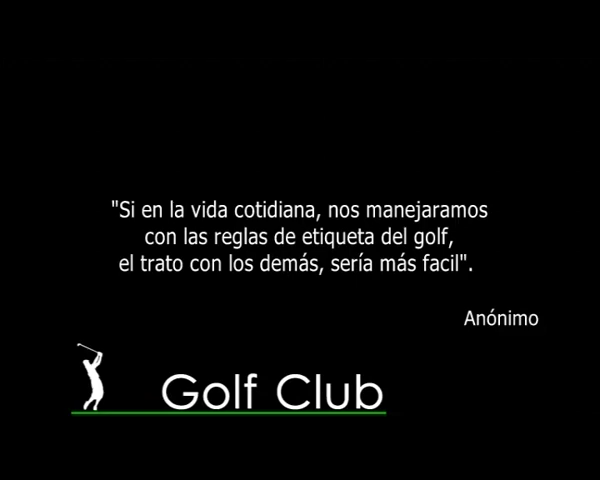 "Si en la vida cotidiana, nos manejaramos
con las reglas de etiqueta del golf,
el trato con los demás, sería más facil".
Anónimo
Golf Club